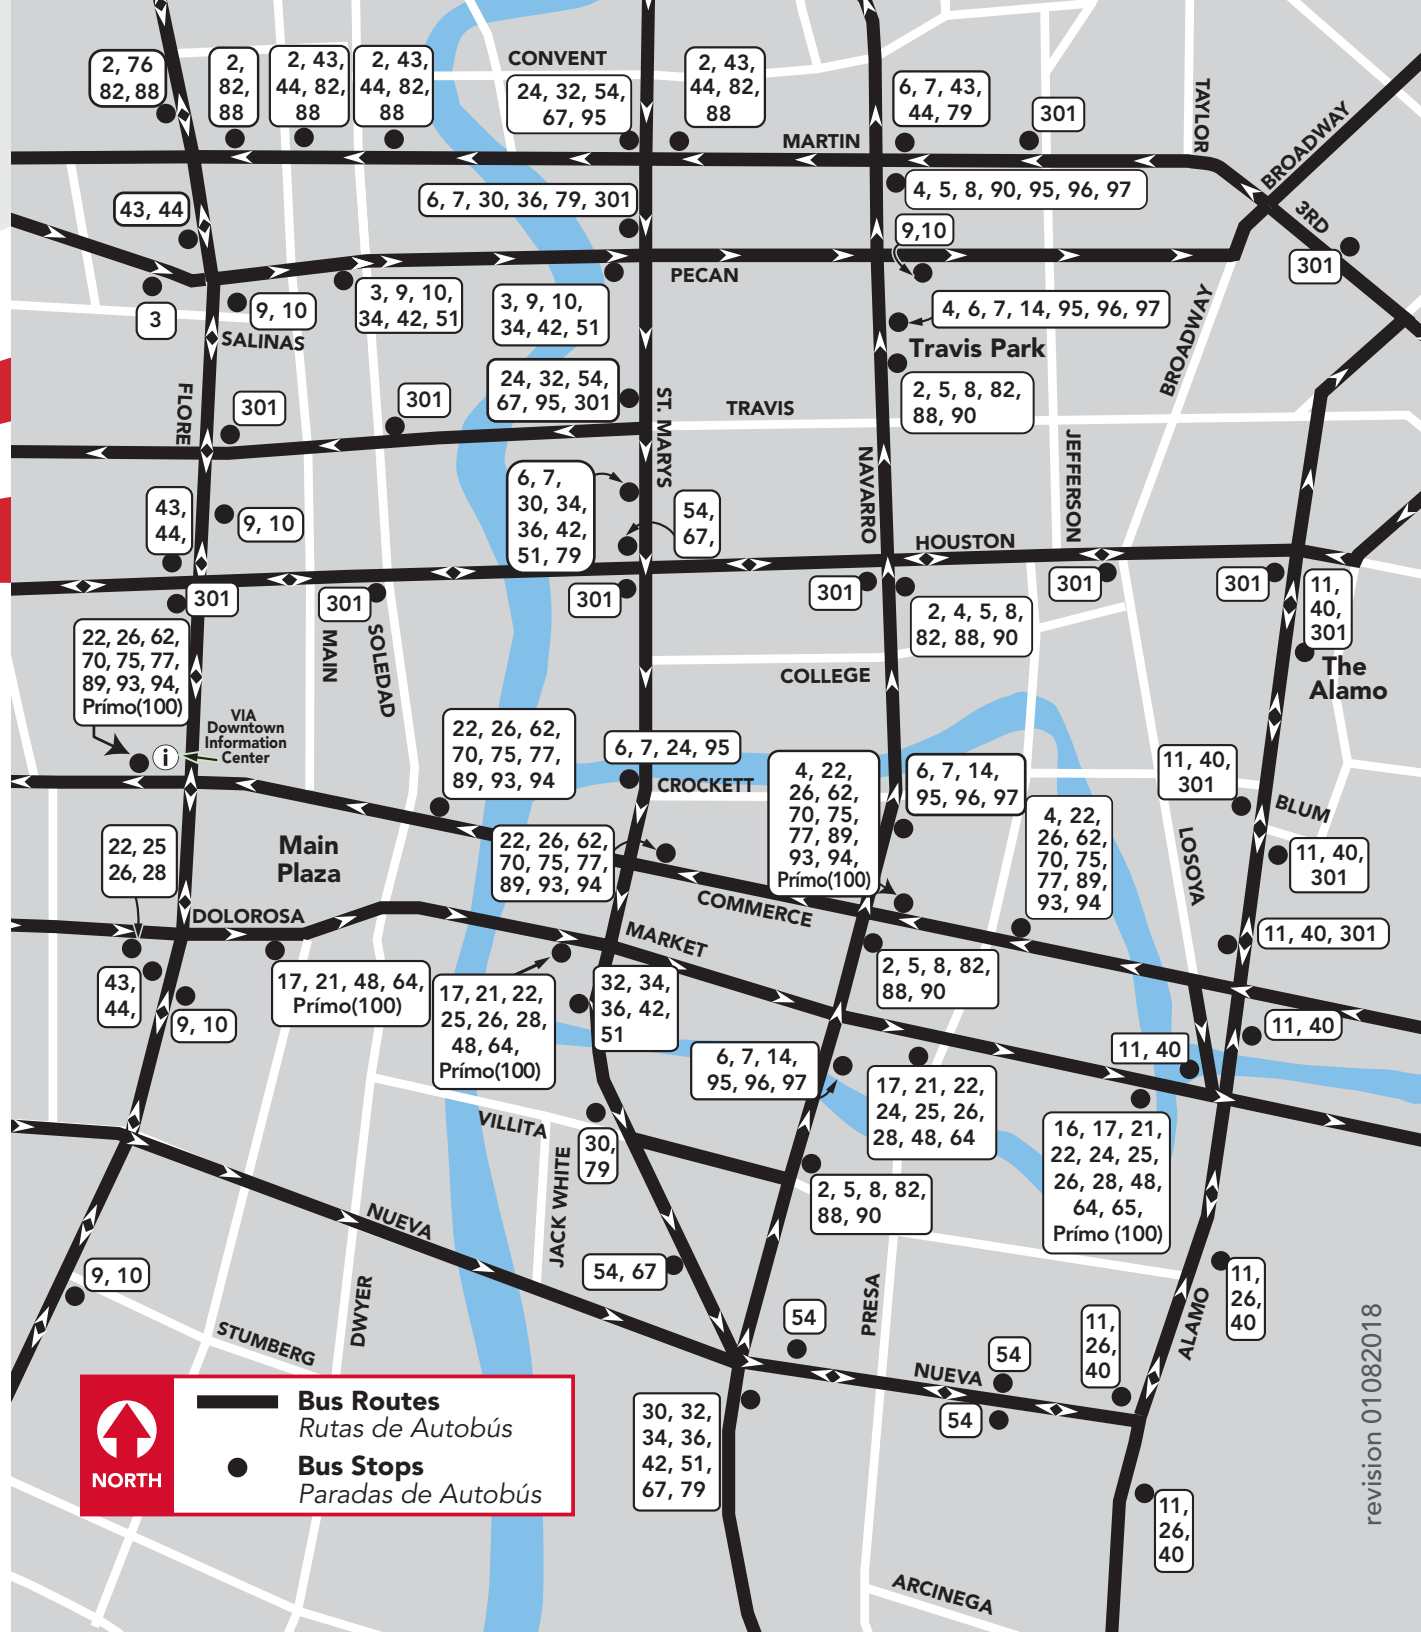 CONVENT
2, 76
82, 88
2,
82,
88
2, 43,
44, 82,
88
2, 43,
44, 82,
88
24, 32, 54,
67, 95
2, 43,
44, 82,
88
6, 7, 43,
44, 79
301
TAYLOR
BROADWAY
MARTIN
4, 5, 8, 90, 95, 96, 97
6, 7, 30, 36, 79, 301
43, 44
9,10
3RD
301
PECAN
3
9, 10
3, 9, 10,
34, 42, 51
3, 9, 10,
34, 42, 51
4, 6, 7, 14, 95, 96, 97
SALINAS
Travis Park
BROADWAY
FLORE
301
301
24, 32, 54,
67, 95, 301
ST. MARYS
TRAVIS
2, 5, 8, 82,
88, 90
JEFFERSON
NAVARRO
6, 7,
30, 34,
36, 42,
51, 79
54,
67,
43,
44,
9, 10
HOUSTON
301
301
301
301
301
301
11,
40,
301
2, 4, 5, 8,
82, 88, 90
22, 26, 62,
70, 75, 77,
89, 93, 94,
Prímo(100)
MAIN
SOLEDAD
COLLEGE
The
Alamo
VIA
Downtown
Information
Center
i
22, 26, 62,
70, 75, 77,
89, 93, 94
6, 7, 24, 95
CROCKETT
4, 22,
26, 62,
70, 75,
77, 89,
93, 94,
Prímo(100)
6, 7, 14,
95, 96, 97
11, 40,
301
4, 22,
26, 62,
70, 75,
77, 89,
93, 94
BLUM
LOSOYA
22, 25
26, 28
Main
Plaza
22, 26, 62,
70, 75, 77,
89, 93, 94
11, 40,
301
COMMERCE
DOLOROSA
MARKET
11, 40, 301
43,
44,
9, 10
17, 21, 48, 64,
Prímo(100)
17, 21, 22,
25, 26, 28,
48, 64,
Prímo(100)
32, 34,
36, 42,
51
2, 5, 8, 82,
88, 90
11, 40
11, 40
6, 7, 14,
95, 96, 97
17, 21, 22,
24, 25, 26,
28, 48, 64
16, 17, 21,
22, 24, 25,
26, 28, 48,
64, 65,
Prímo (100)
VILLITA
30,
79
JACK WHITE
2, 5, 8, 82,
88, 90
NUEVA
9, 10
54, 67
DWYER
STUMBERG
PRESA
54
11,
26,
40
ALAMO
11,
26,
40
NUEVA
54
54
30, 32,
34, 36,
42, 51,
67, 79
11,
26,
40
ARCINEGA
NORTH
Bus Routes
Rutas de Autobús
Bus Stops
Paradas de Autobús
revision 01082018